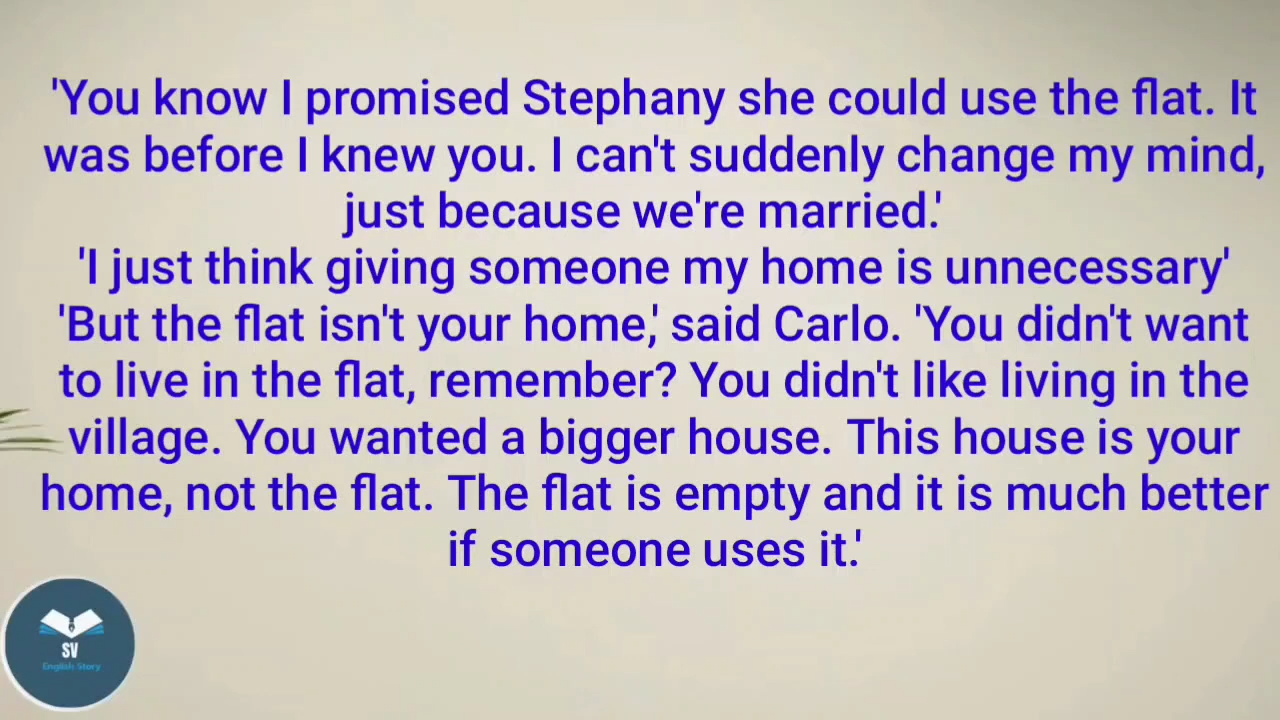 'You know I promised Stephany she could use the flat. It
was before I knew you. I can't suddenly change my mind,
just because we're married.'
'I just think giving someone my home is unnecessary'
'But the flat isn't your home,' said Carlo. 'You didn't want
to live in the flat, remember? You didn't like living in the
village. You wanted a bigger house. This house is your
home, not the flat. The flat is empty and it is much better
if someone uses it.'
SV
English Story